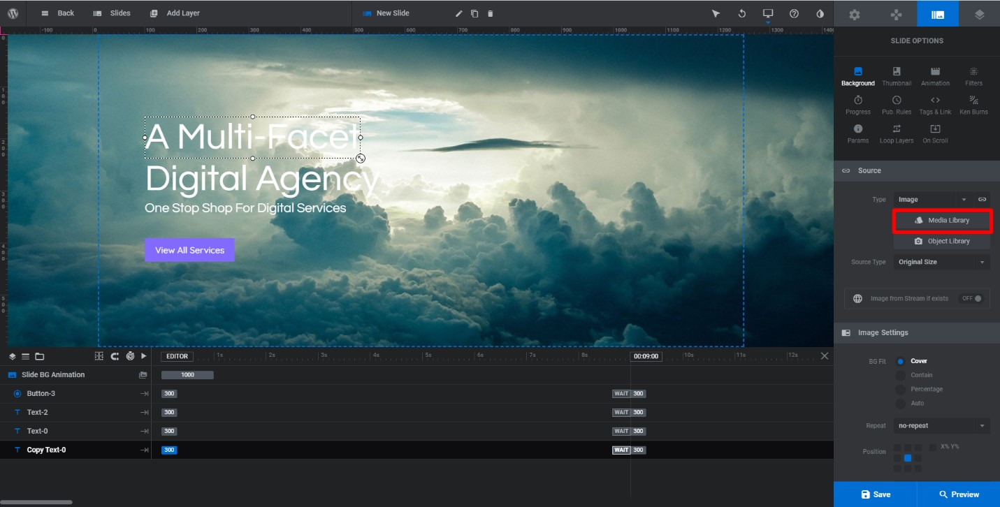 Back Slides Add Layer New Slide
-100 0 100 200 300 400 500 600 700 800 900 1000 1100 1200 1300 1400
0
100
200
300
400
500
A Multi-Facet
Digital Agency
One Stop Shop For Digital Services
View All Services
SLIDE OPTIONS
Background Thumbnail Animation Filters
Progress Pub. Rules Tags & Link Ken Burns
Params Loop Layers On Scroll
Source
Type Image
Media Library
Object Library
Source Type Original Size
Image from Stream if exists OFF
Image Settings
BG Fit Cover
Contain
Percentage
Auto
Repeat no-repeat
Position X% Y%
Save Preview
EDITOR 1s 2s 3s 4s 5s 6s 7s 8s 00:09:00 10s 11s 12s
Slide BG Animation 1000
Button-3 300 WAIT 300
Text-2 300 WAIT 300
Text-0 300 WAIT 300
Copy Text-0 300 WAIT 300